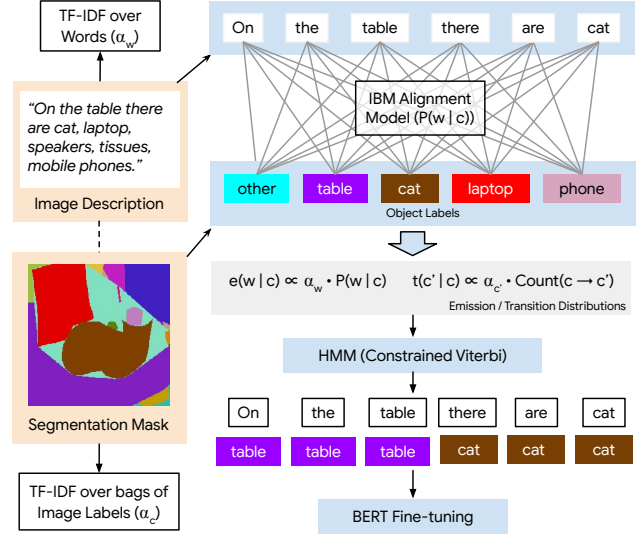 TF-IDF over
Words (α_w)
"On the table there
are cat, laptop,
speakers, tissues,
mobile phones."
Image Description
Segmentation Mask
TF-IDF over bags of
Image Labels (α_c)
On the table there are cat
IBM Alignment
Model (P(w | c))
other table cat laptop phone
Object Labels
e(w | c) ∝ α_w • P(w | c) t(c' | c) ∝ α_c' • Count(c → c')
Emission / Transition Distributions
HMM (Constrained Viterbi)
On the table there are cat
table table table cat cat cat
BERT Fine-tuning